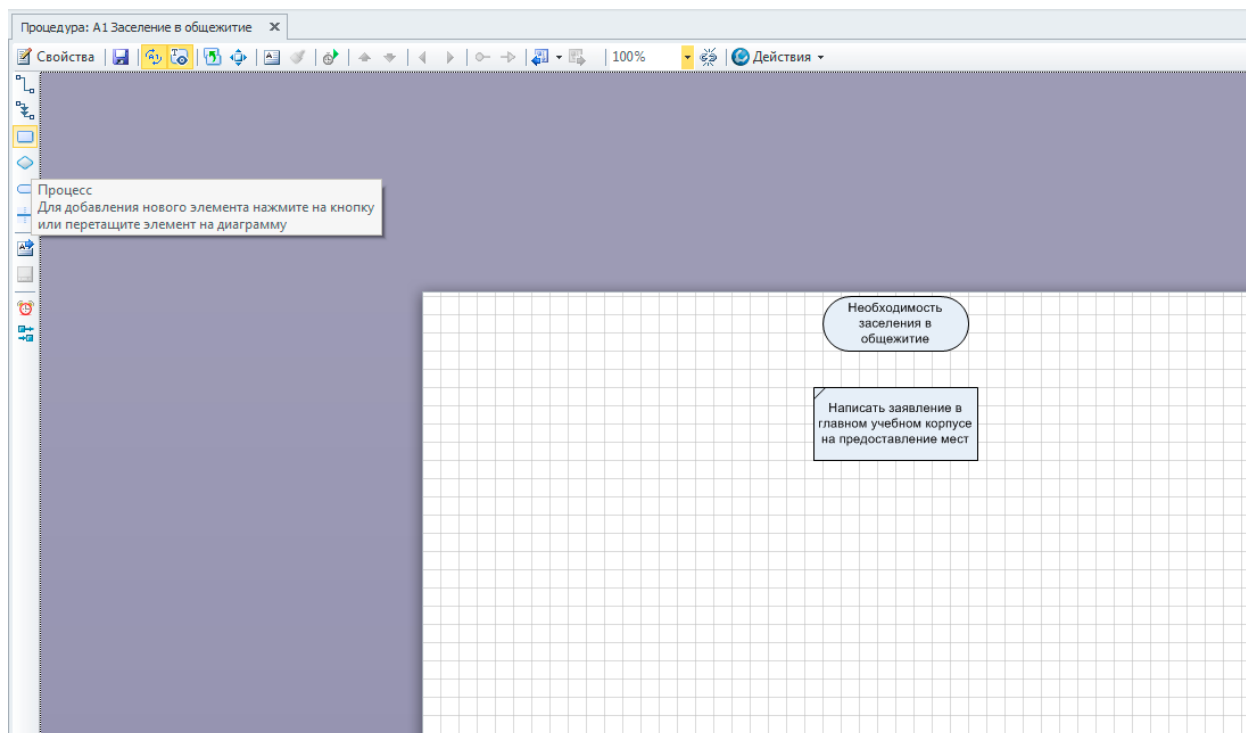 Процедура: A1 Заселение в общежитие
Свойства
100%
Действия
Процесс
Для добавления нового элемента нажмите на кнопку
или перетащите элемент на диаграмму
Необходимость
заселения в
общежитие
Написать заявление в
главном учебном корпусе
на предоставление мест